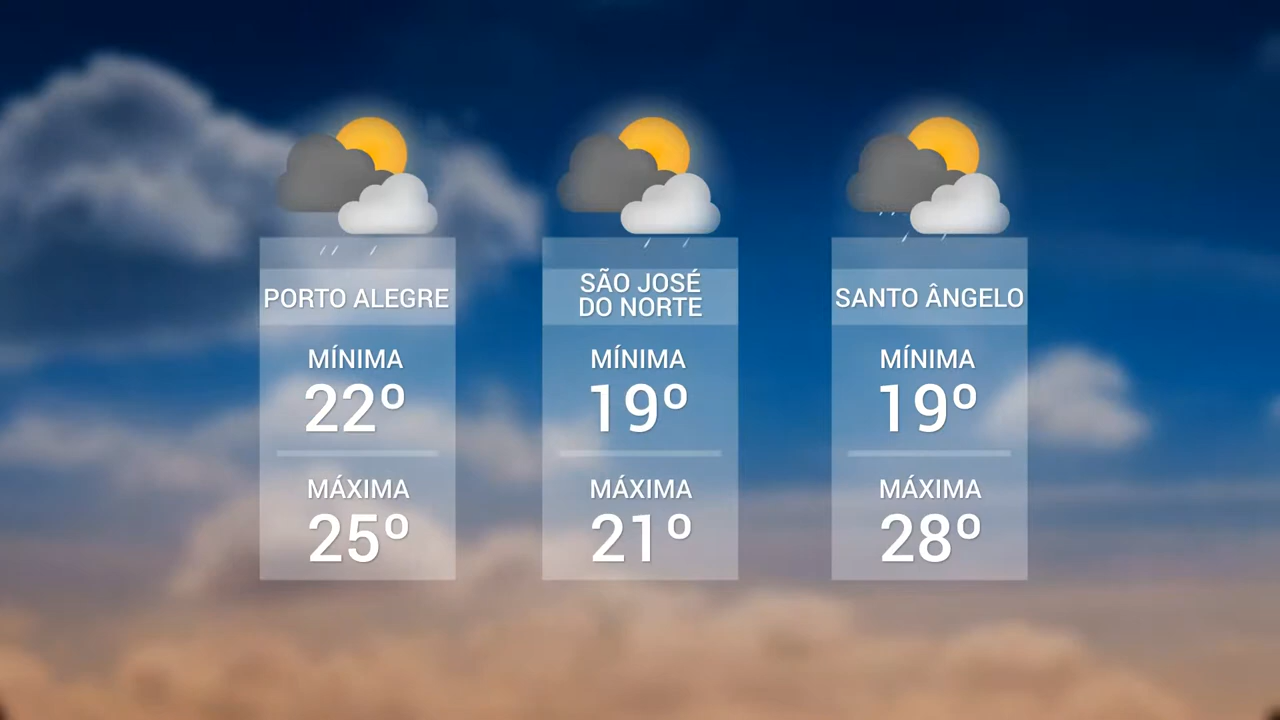 PORTO ALEGRE
MÍNIMA
22º
MÁXIMA
25º
SÃO JOSÉ
DO NORTE
MÍNIMA
19º
MÁXIMA
21º
SANTO ÂNGELO
MÍNIMA
19º
MÁXIMA
28º